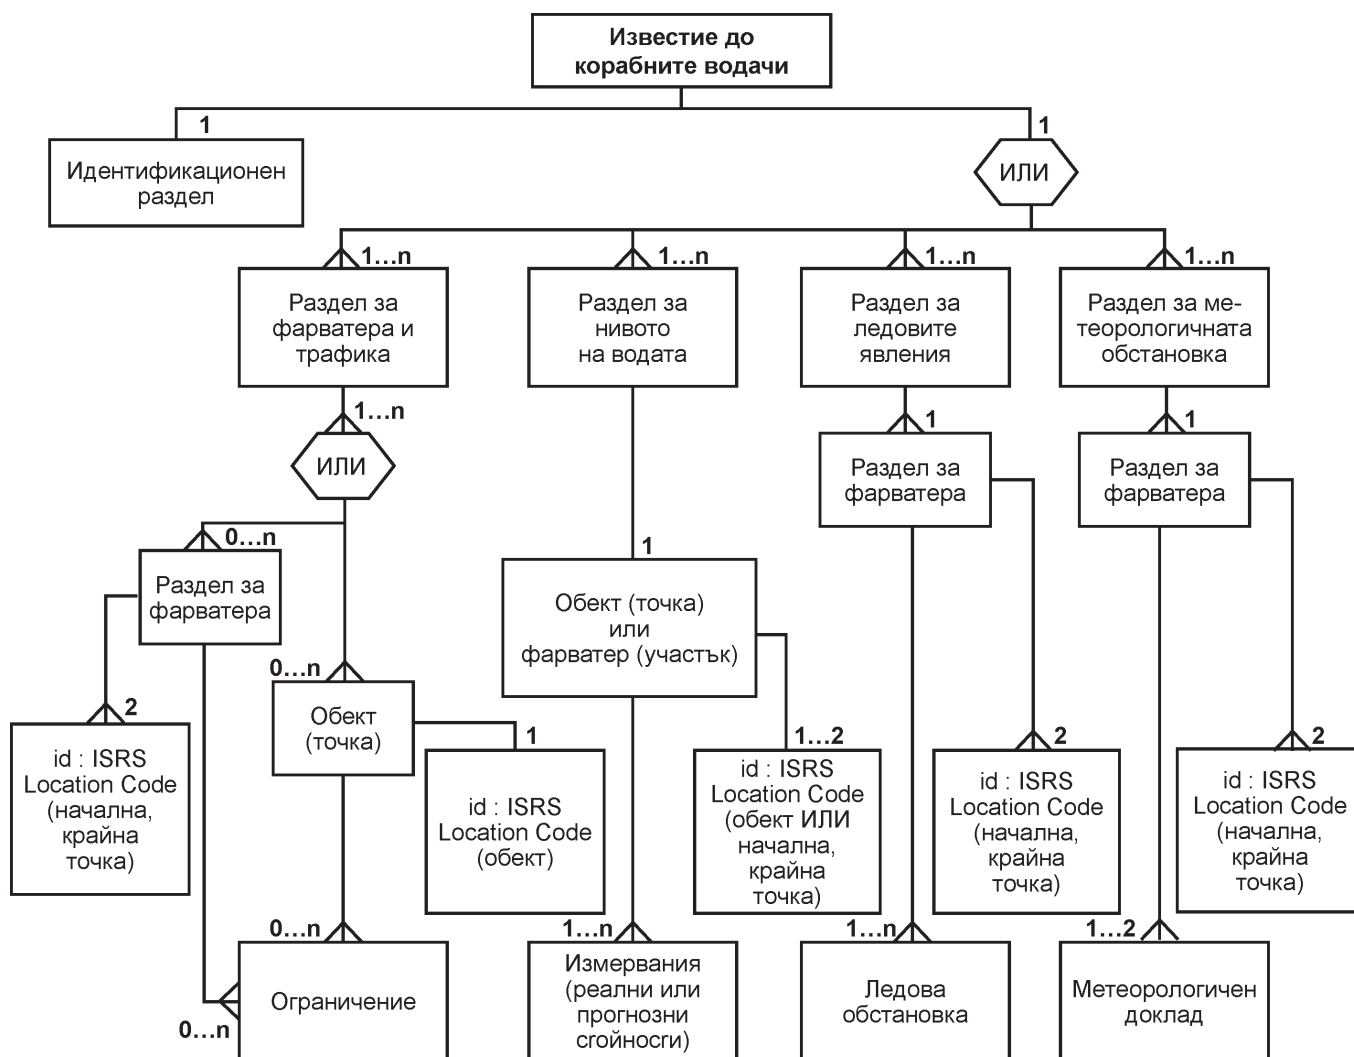 Известие до
корабните водачи
1
1
Идентификационен
раздел
ИЛИ
1...n
1...n
1...n
1...n
Раздел за
фарватера и
трафика
Раздел за
нивото
на водата
Раздел за
ледовите
явления
Раздел за ме-
теорологичната
обстановка
1...n
1
1
ИЛИ
Раздел за
фарватера
Раздел за
фарватера
0...n
1
Раздел за
фарватера
Обект (точка)
или
фарватер (участък)
0...n
2
Обект
(точка)
1
1...2
2
2
id : ISRS
Location Code
(начална,
крайна
точка)
id : ISRS
Location Code
(обект)
id : ISRS
Location Code
(обект ИЛИ
начална,
крайна
точка)
id : ISRS
Location Code
(начална,
крайна
точка)
id : ISRS
Location Code
(начална,
крайна
точка)
0...n
1...n
1...n
1...2
0...n
Ограничение
Измервания
(реални или
прогнозни
стойности)
Ледова
обстановка
Метеорологичен
доклад